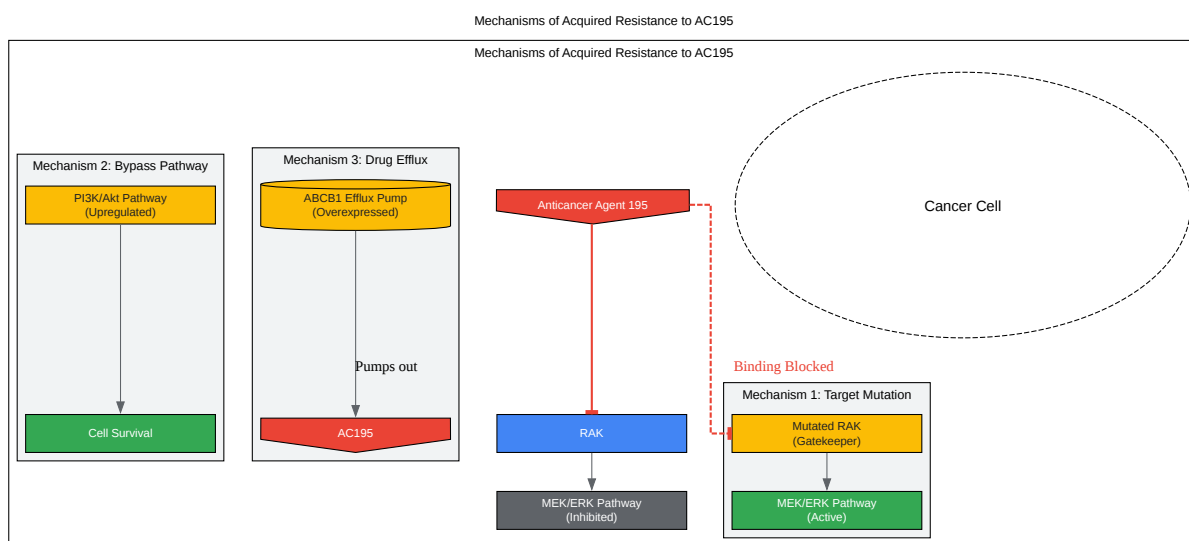 Mechanisms of Acquired Resistance to AC195
Mechanisms of Acquired Resistance to AC195
Mechanism 2: Bypass Pathway
PI3K/Akt Pathway
(Upregulated)
Cell Survival
Mechanism 3: Drug Efflux
ABCB1 Efflux Pump
(Overexpressed)
Pumps out
AC195
Anticancer Agent 195
RAK
MEK/ERK Pathway
(Inhibited)
Cancer Cell
Binding Blocked
Mechanism 1: Target Mutation
Mutated RAK
(Gatekeeper)
MEK/ERK Pathway
(Active)